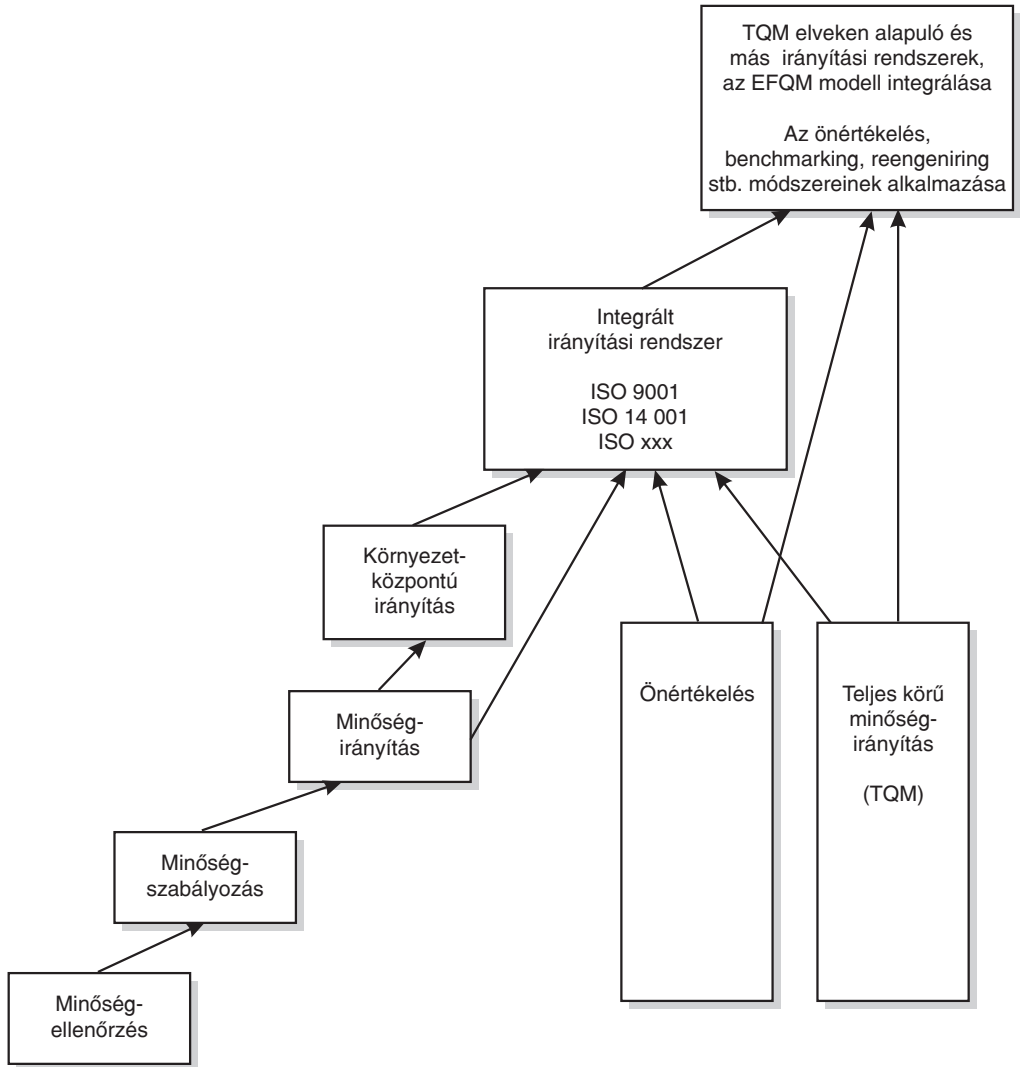 TQM elveken alapuló és
más irányítási rendszerek,
az EFQM modell integrálása
Az önértékelés,
benchmarking, reengeniring
stb. módszereinek alkalmazása
Integrált
irányítási rendszer
ISO 9001
ISO 14 001
ISO xxx
Környezet-
központú
irányítás
Önértékelés
Teljes körű
minőség-
irányítás
(TQM)
Minőség-
irányítás
Minőség-
szabályozás
Minőség-
ellenőrzés